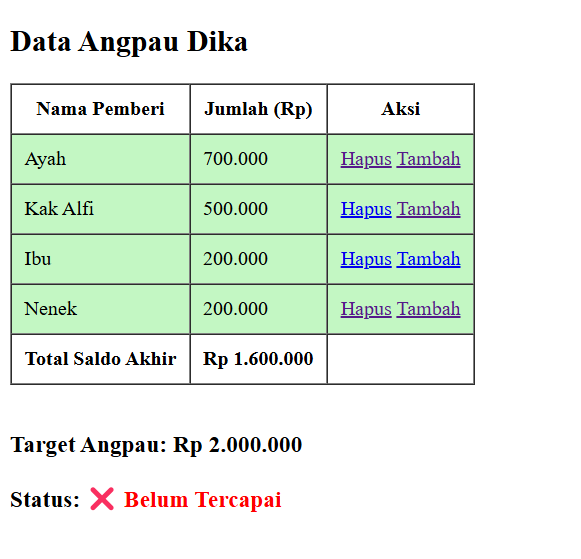 Data Angpau Dika
Nama Pemberi Jumlah (Rp) Aksi
Ayah 700.000 Hapus Tambah
Kak Alfi 500.000 Hapus Tambah
Ibu 200.000 Hapus Tambah
Nenek 200.000 Hapus Tambah
Total Saldo Akhir Rp 1.600.000
Target Angpau: Rp 2.000.000
Status: ❌ Belum Tercapai